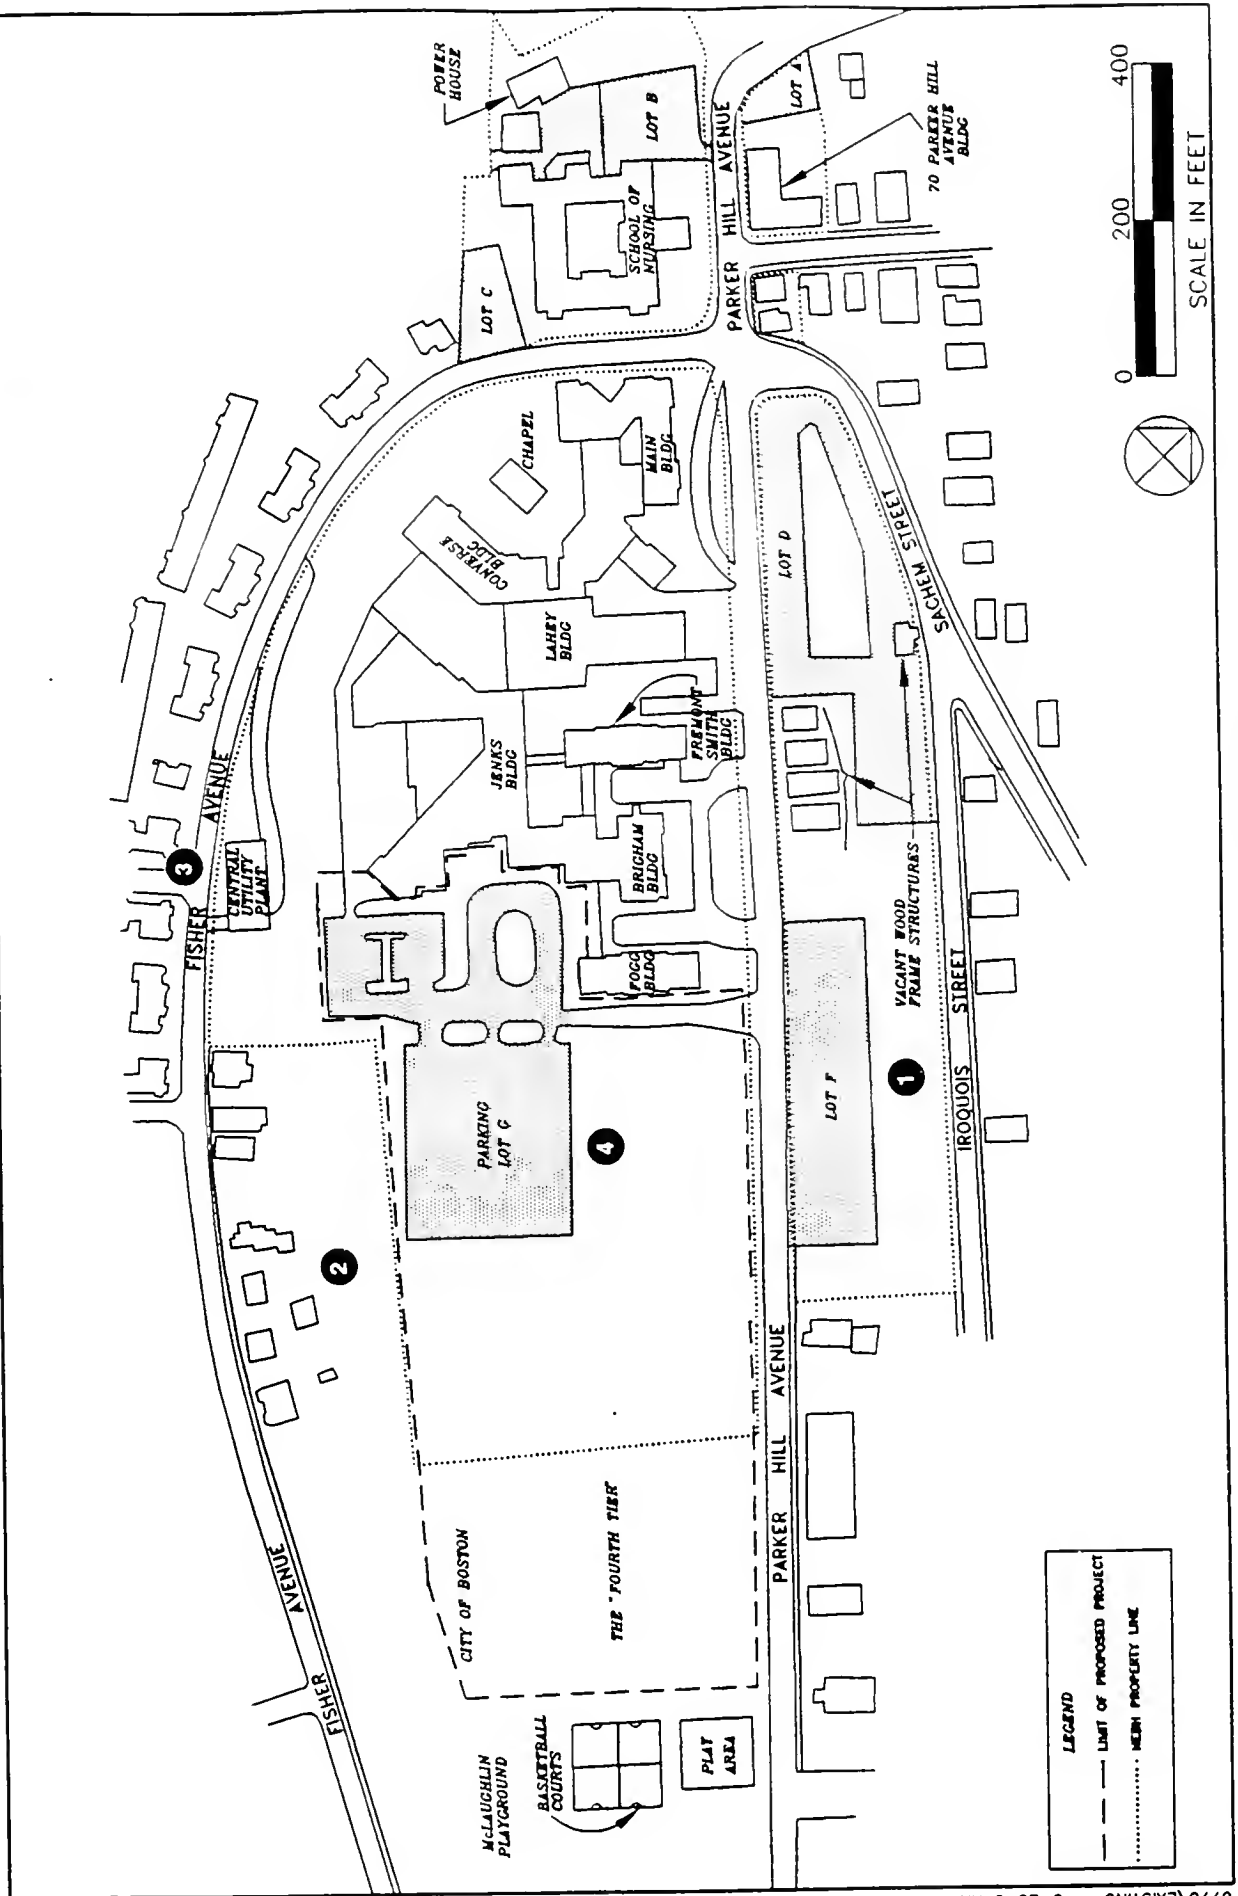 POWER
HOUSE
LOT B
LOT A
PARKER HILL AVENUE
70 PARKER HILL
AVENUE
BLDG
SCHOOL OF
NURSING
LOT C
0 200 400
SCALE IN FEET
CHAPEL
MAIN
BLDG
CONVERSE
BLDG
LAHEY
BLDG
LOT D
SACHEM STREET
FREMONT
SMITH
BLDG
JENKS
BLDG
BRIGHAM
BLDG
FOGG
BLDG
FISHER AVENUE
3
CENTRAL
UTILITY
PLANT
VACANT WOOD
FRAME STRUCTURES
IROQUOIS STREET
PARKING
LOT G
4
LOT F
1
2
PARKER HILL AVENUE
CITY OF BOSTON
THE "FOURTH TIER"
FISHER AVENUE
McLAUGHLIN
PLAYGROUND
BASKETBALL
COURTS
PLAY
AREA
LEGEND
LIMIT OF PROPOSED PROJECT
NEBH PROPERTY LINE